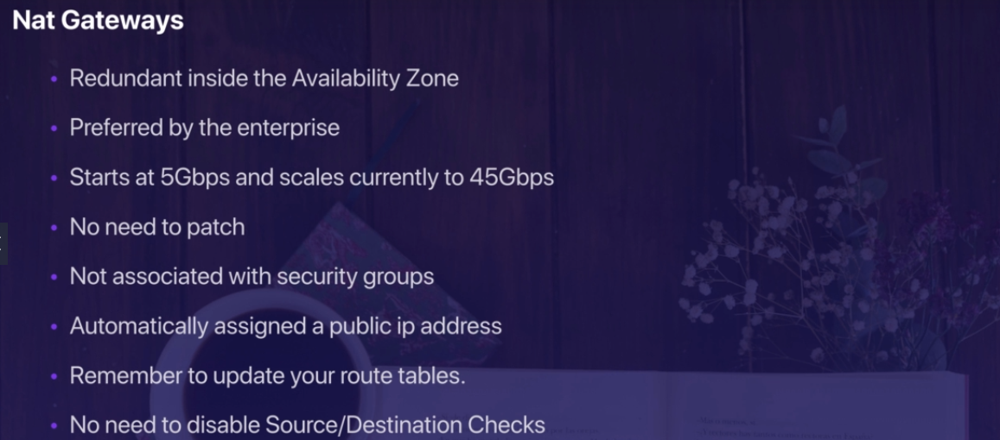 Nat Gateways
• Redundant inside the Availability Zone
• Preferred by the enterprise
• Starts at 5Gbps and scales currently to 45Gbps
• No need to patch
• Not associated with security groups
• Automatically assigned a public ip address
• Remember to update your route tables.
• No need to disable Source/Destination Checks